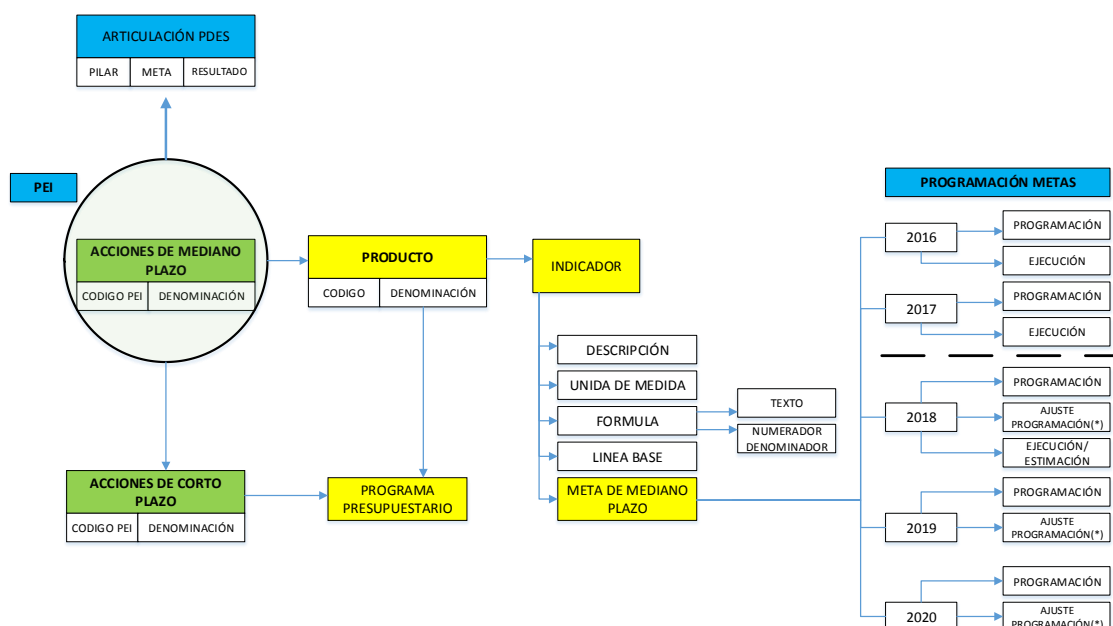 ARTICULACIÓN PDES
PILAR
META
RESULTADO
PEI
ACCIONES DE MEDIANO
PLAZO
CODIGO PEI
DENOMINACIÓN
PRODUCTO
CODIGO
DENOMINACIÓN
INDICADOR
DESCRIPCIÓN
UNIDA DE MEDIDA
FORMULA
TEXTO
NUMERADOR
DENOMINADOR
LINEA BASE
META DE MEDIANO
PLAZO
ACCIONES DE CORTO
PLAZO
CODIGO PEI
DENOMINACIÓN
PROGRAMA
PRESUPUESTARIO
PROGRAMACIÓN METAS
2016
PROGRAMACIÓN
EJECUCIÓN
2017
PROGRAMACIÓN
EJECUCIÓN
2018
PROGRAMACIÓN
AJUSTE
PROGRAMACIÓN(*)
EJECUCIÓN/
ESTIMACIÓN
2019
PROGRAMACIÓN
AJUSTE
PROGRAMACIÓN(*)
2020
PROGRAMACIÓN
AJUSTE
PROGRAMACIÓN(*)